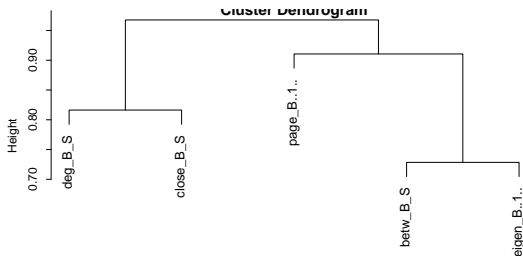 Cluster Dendrogram
Height
0.90
0.80
0.70
deg_B_S
close_B_S
page_B..1..
betw_B_S
eigen_B..1..